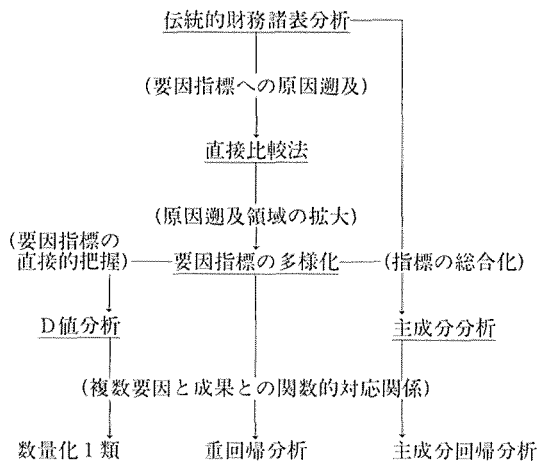 伝統的財務諸表分析
(要因指標への原因遡及)
直接比較法
(原因遡及領域の拡大)
(要因指標の
直接的把握)
要因指標の多様化
(指標の総合化)
D値分析
主成分分析
(複数要因と成果との関数的対応関係)
数量化1類
重回帰分析
主成分回帰分析